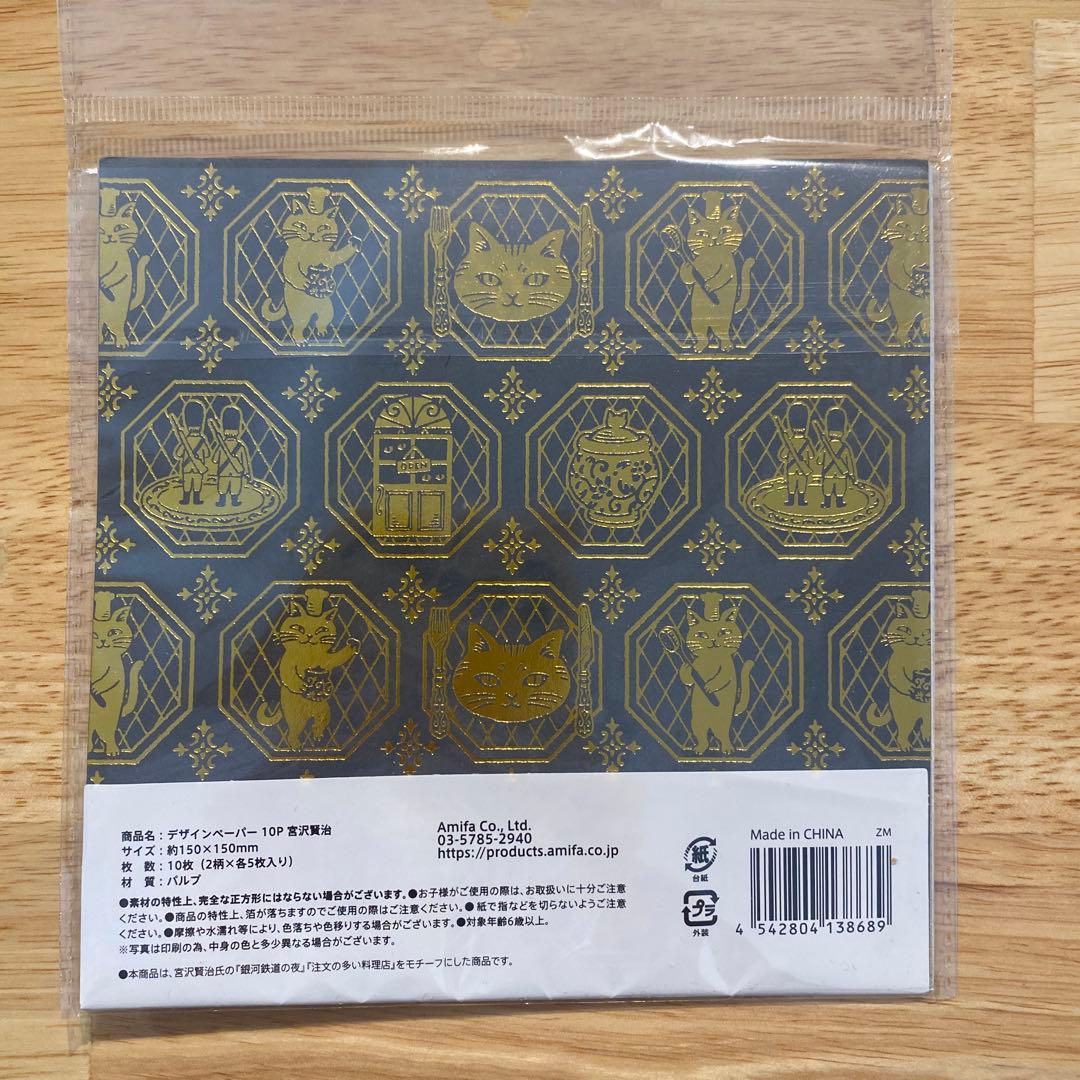 OPEN
商品名：デザインペーパー 10P 宮沢賢治
サイズ：約150×150mm
枚　数：10枚（2柄×各5枚入り）
材　質：パルプ
●素材の特性上、完全な正方形にはならない場合がございます。●お子様がご使用の際は、お取扱いに十分ご注意
ください。●商品の特性上、箔が落ちますのでご使用の際はご注意ください。●紙で指などを切らないようご注意
ください。●摩擦や水濡れ等により、色落ちや色移りする場合がございます。●対象年齢6歳以上。
※写真は印刷の為、中身の色と多少異なる場合がございます。
●本商品は、宮沢賢治氏の『銀河鉄道の夜』『注文の多い料理店』をモチーフにした商品です。
Amifa Co., Ltd.
03-5785-2940
https://products.amifa.co.jp
紙
台紙
プラ
外装
Made in CHINA ZM
4 542804 138689